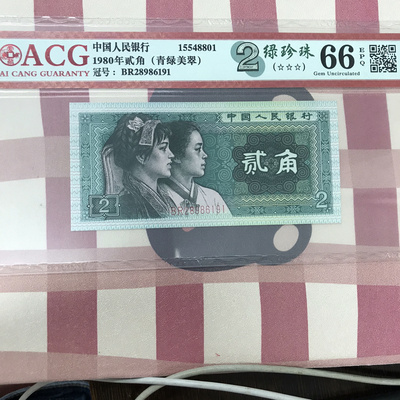 ACG
AI CANG GUARANTY
中国人民银行 15548801
1980年贰角（青绿美翠）
冠号： BR28986191
2 绿珍珠
(☆☆☆)
66 EPQ
Gem Uncirculated
中国人民银行
贰角
BR28986191
2
2